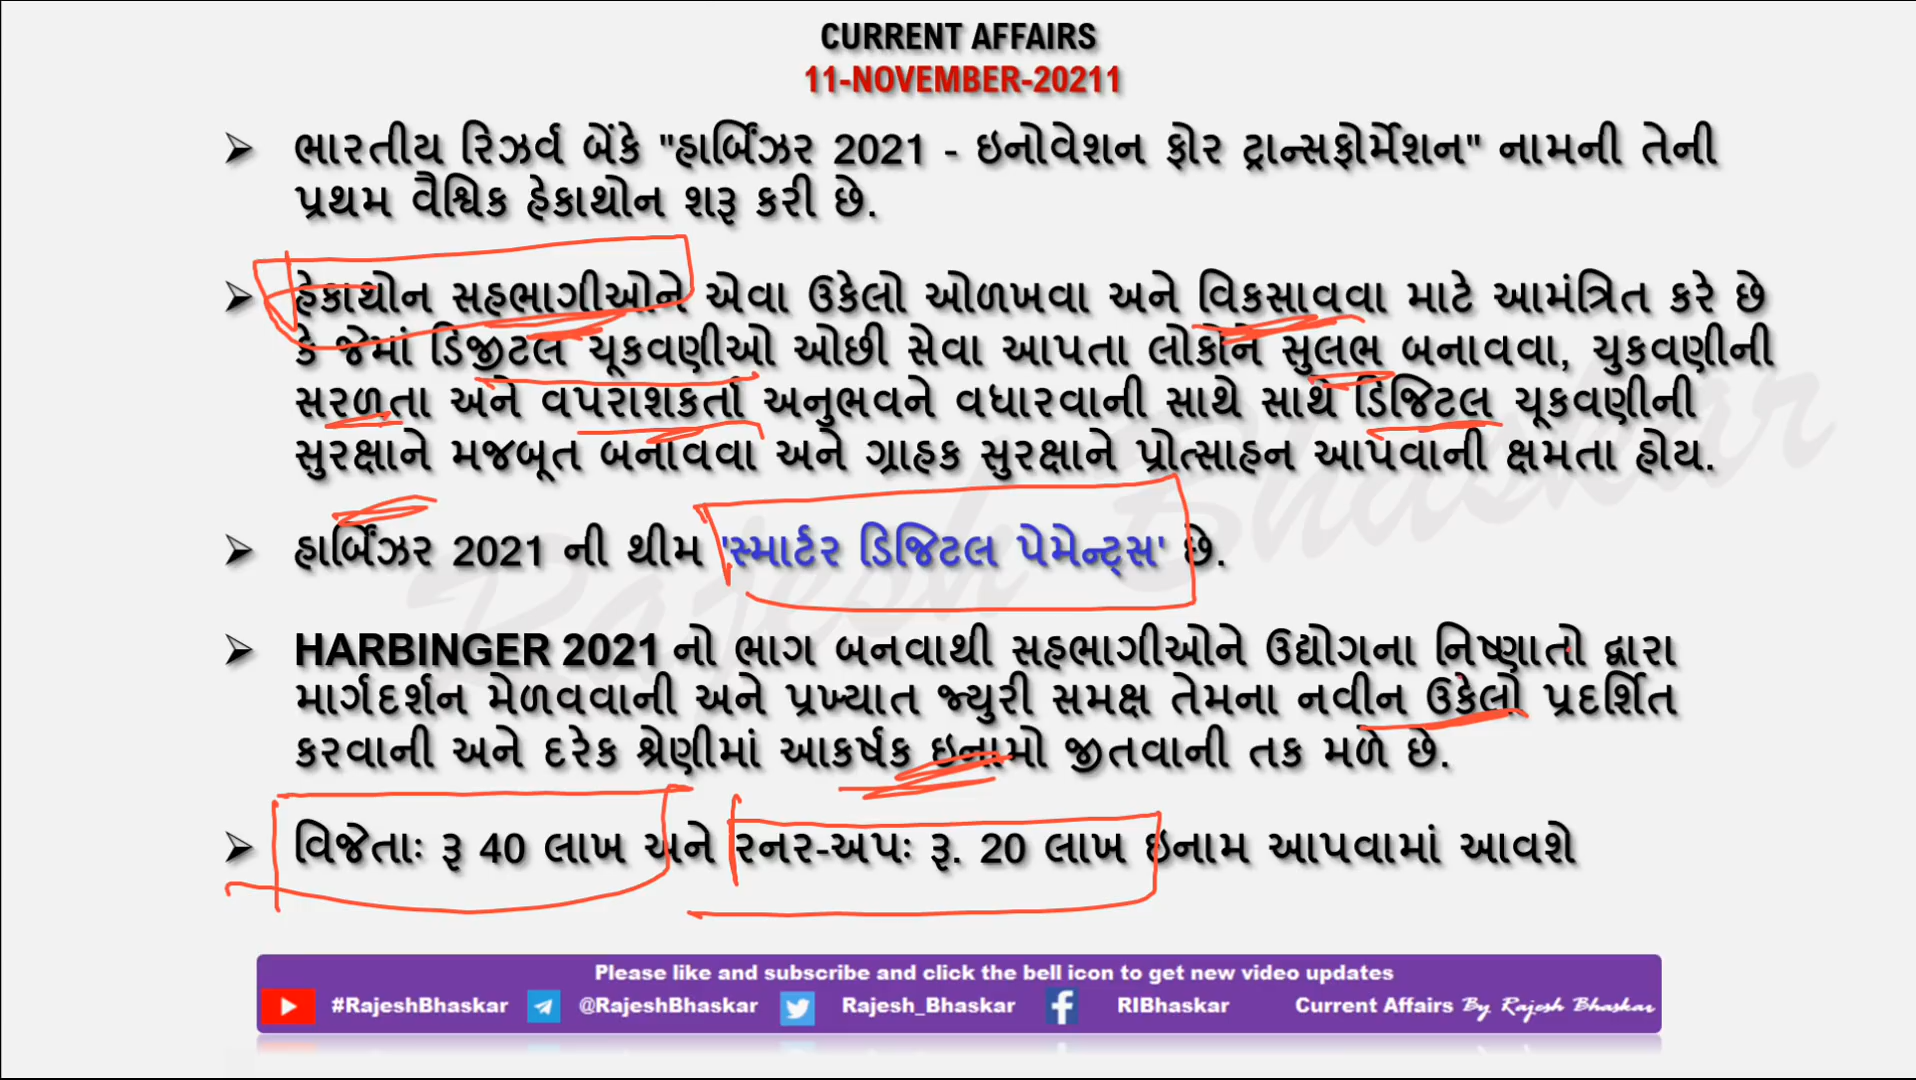 CURRENT AFFAIRS
11-NOVEMBER-20211
➢ ભારતીય રિઝર્વ બેંકે "હાર્બિંઝર 2021 - ઇનોવેશન ફોર ટ્રાન્સફોર્મેશન" નામની તેની
પ્રથમ વૈશ્વિક હેકાથોન શરૂ કરી છે.
➢ હેકાથોન સહભાગીઓને એવા ઉકેલો ઓળખવા અને વિકસાવવા માટે આમંત્રિત કરે છે
કે જેમાં ડિજીટલ ચૂકવણીઓ ઓછી સેવા આપતા લોકોને સુલભ બનાવવા, ચુકવણીની
સરળતા અને વપરાશકર્તા અનુભવને વધારવાની સાથે સાથે ડિજિટલ ચૂકવણીની
સુરક્ષાને મજબૂત બનાવવા અને ગ્રાહક સુરક્ષાને પ્રોત્સાહન આપવાની ક્ષમતા હોય.
➢ હાર્બિંઝર 2021 ની થીમ 'સ્માર્ટર ડિજિટલ પેમેન્ટ્સ' છે.
➢ HARBINGER 2021 નો ભાગ બનવાથી સહભાગીઓને ઉદ્યોગના નિષ્ણાતો દ્વારા
માર્ગદર્શન મેળવવાની અને પ્રખ્યાત જ્યુરી સમક્ષ તેમના નવીન ઉકેલો પ્રદર્શિત
કરવાની અને દરેક શ્રેણીમાં આકર્ષક ઇનામો જીતવાની તક મળે છે.
➢ વિજેતાઃ રૂ 40 લાખ અને રનર-અપઃ રૂ. 20 લાખ ઇનામ આપવામાં આવશે
Rajesh Bhaskar
Please like and subscribe and click the bell icon to get new video updates
#RajeshBhaskar @RajeshBhaskar Rajesh_Bhaskar RIBhaskar Current Affairs By Rajesh Bhaskar